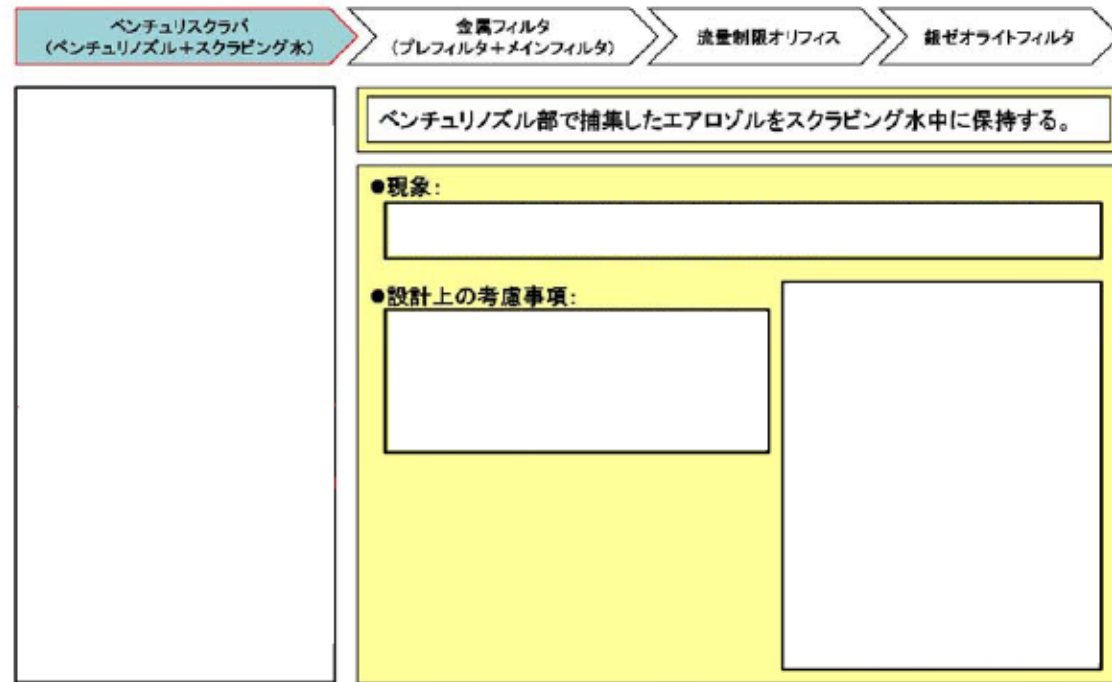 ベンチュリスクラバ
(ベンチュリノズル+スクラビング水)
金属フィルタ
(プレフィルタ+メインフィルタ)
流量制限オリフィス
銀ゼオライトフィルタ
ベンチュリノズル部で捕集したエアロゾルをスクラビング水中に保持する。
●現象:
●設計上の考慮事項: